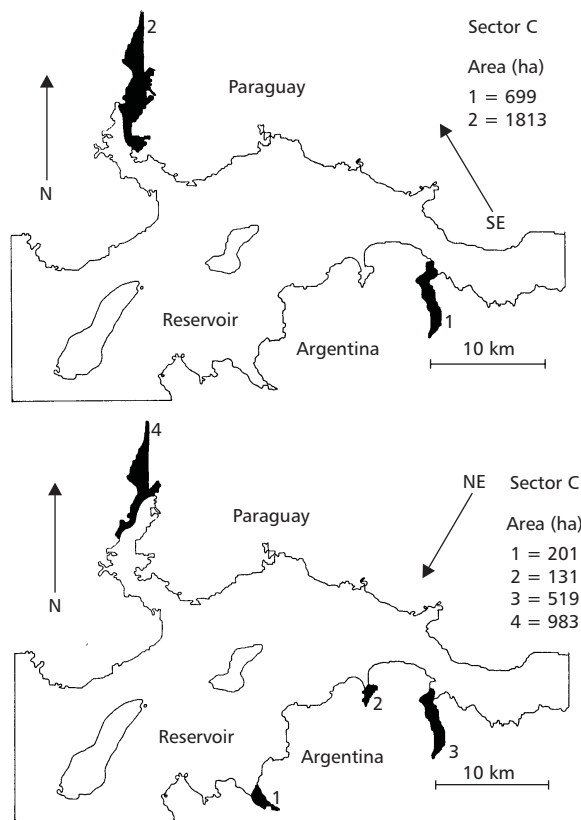 2
Sector C
Area (ha)
1 = 699
2 = 1813
Paraguay
N
SE
Reservoir
Argentina
1
10 km
4
NE
Sector C
Area (ha)
1 = 201
2 = 131
3 = 519
4 = 983
Paraguay
N
2
Reservoir
Argentina
3
10 km
1